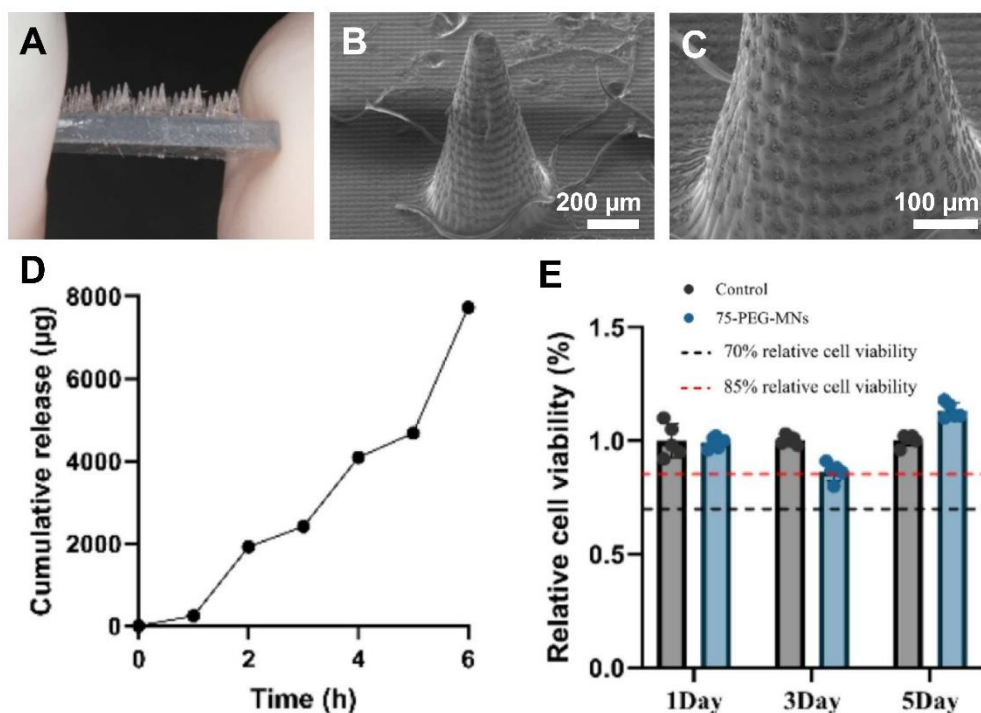 A
B
200 µm
C
100 µm
D
Cumulative release (µg)
8000
6000
4000
2000
0
0 2 4 6
Time (h)
E
Control
75-PEG-MNs
70% relative cell viability
85% relative cell viability
Relative cell viability (%)
1.5
1.0
0.5
0.0
1Day 3Day 5Day